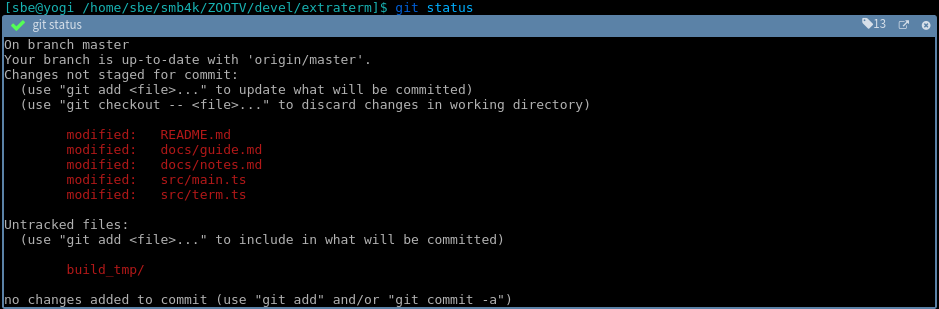 [sbe@yogi /home/sbe/smb4k/ZOOTV/devel/extraterm]$ git status
git status 13
On branch master
Your branch is up-to-date with 'origin/master'.
Changes not staged for commit:
  (use "git add <file>..." to update what will be committed)
  (use "git checkout -- <file>..." to discard changes in working directory)

        modified:   README.md
        modified:   docs/guide.md
        modified:   docs/notes.md
        modified:   src/main.ts
        modified:   src/term.ts

Untracked files:
  (use "git add <file>..." to include in what will be committed)

        build_tmp/

no changes added to commit (use "git add" and/or "git commit -a")